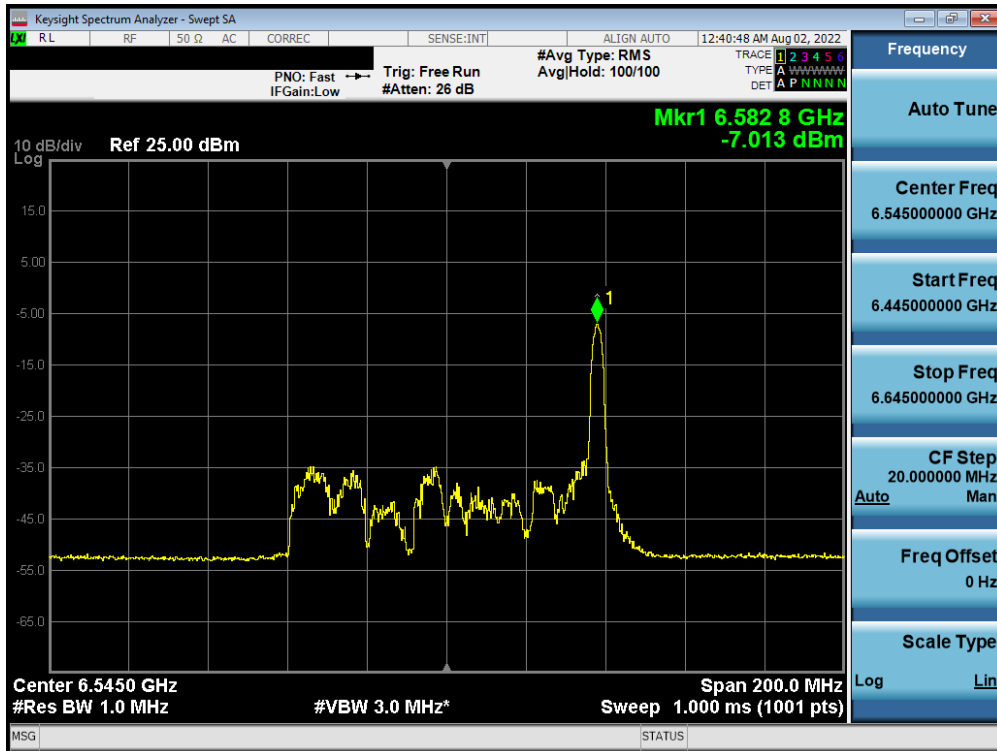 Keysight Spectrum Analyzer - Swept SA
LXI RL RF 50 Ω AC CORREC SENSE:INT ALIGN AUTO 12:40:48 AM Aug 02, 2022
PNO: Fast
IFGain:Low
Trig: Free Run
#Atten: 26 dB
#Avg Type: RMS
Avg|Hold: 100/100
TRACE 1 2 3 4 5 6
TYPE A WWWWW
DET A P N N N N
Mkr1 6.582 8 GHz
-7.013 dBm
10 dB/div Ref 25.00 dBm
Log
15.0
5.00
-5.00
-15.0
-25.0
-35.0
-45.0
-55.0
-65.0
1
Center 6.5450 GHz
Span 200.0 MHz
#Res BW 1.0 MHz
#VBW 3.0 MHz*
Sweep 1.000 ms (1001 pts)
MSG
STATUS
Frequency
Auto Tune
Center Freq
6.545000000 GHz
Start Freq
6.445000000 GHz
Stop Freq
6.645000000 GHz
CF Step
20.000000 MHz
Auto Man
Freq Offset
0 Hz
Scale Type
Log Lin